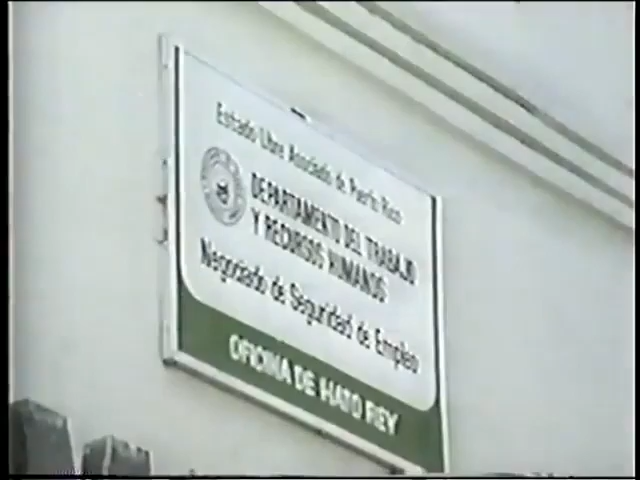 Estado Libre Asociado de Puerto Rico
DEPARTAMENTO DEL TRABAJO
Y RECURSOS HUMANOS
Negociado de Seguridad de Empleo
OFICINA DE HATO REY